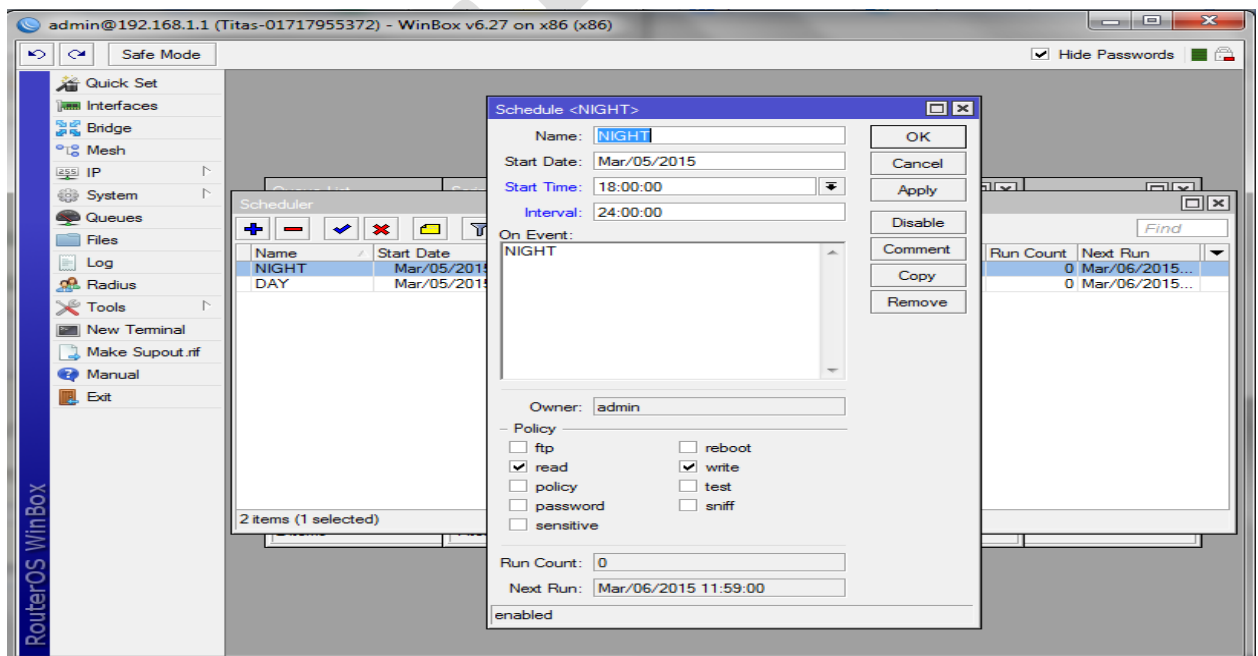 admin@192.168.1.1 (Titas-01717955372) - WinBox v6.27 on x86 (x86)
Safe Mode
Hide Passwords
Quick Set
Interfaces
Bridge
Mesh
IP
System
Queues
Files
Log
Radius
Tools
New Terminal
Make Supout.rif
Manual
Exit
RouterOS WinBox
Scheduler
Find
Name Start Date Run Count Next Run
NIGHT Mar/05/2015 0 Mar/06/2015...
DAY Mar/05/2015 0 Mar/06/2015...
2 items (1 selected)
Schedule <NIGHT>
Name: NIGHT
Start Date: Mar/05/2015
Start Time: 18:00:00
Interval: 24:00:00
On Event:
NIGHT
Owner: admin
Policy
ftp reboot
read write
policy test
password sniff
sensitive
Run Count: 0
Next Run: Mar/06/2015 11:59:00
enabled
OK
Cancel
Apply
Disable
Comment
Copy
Remove